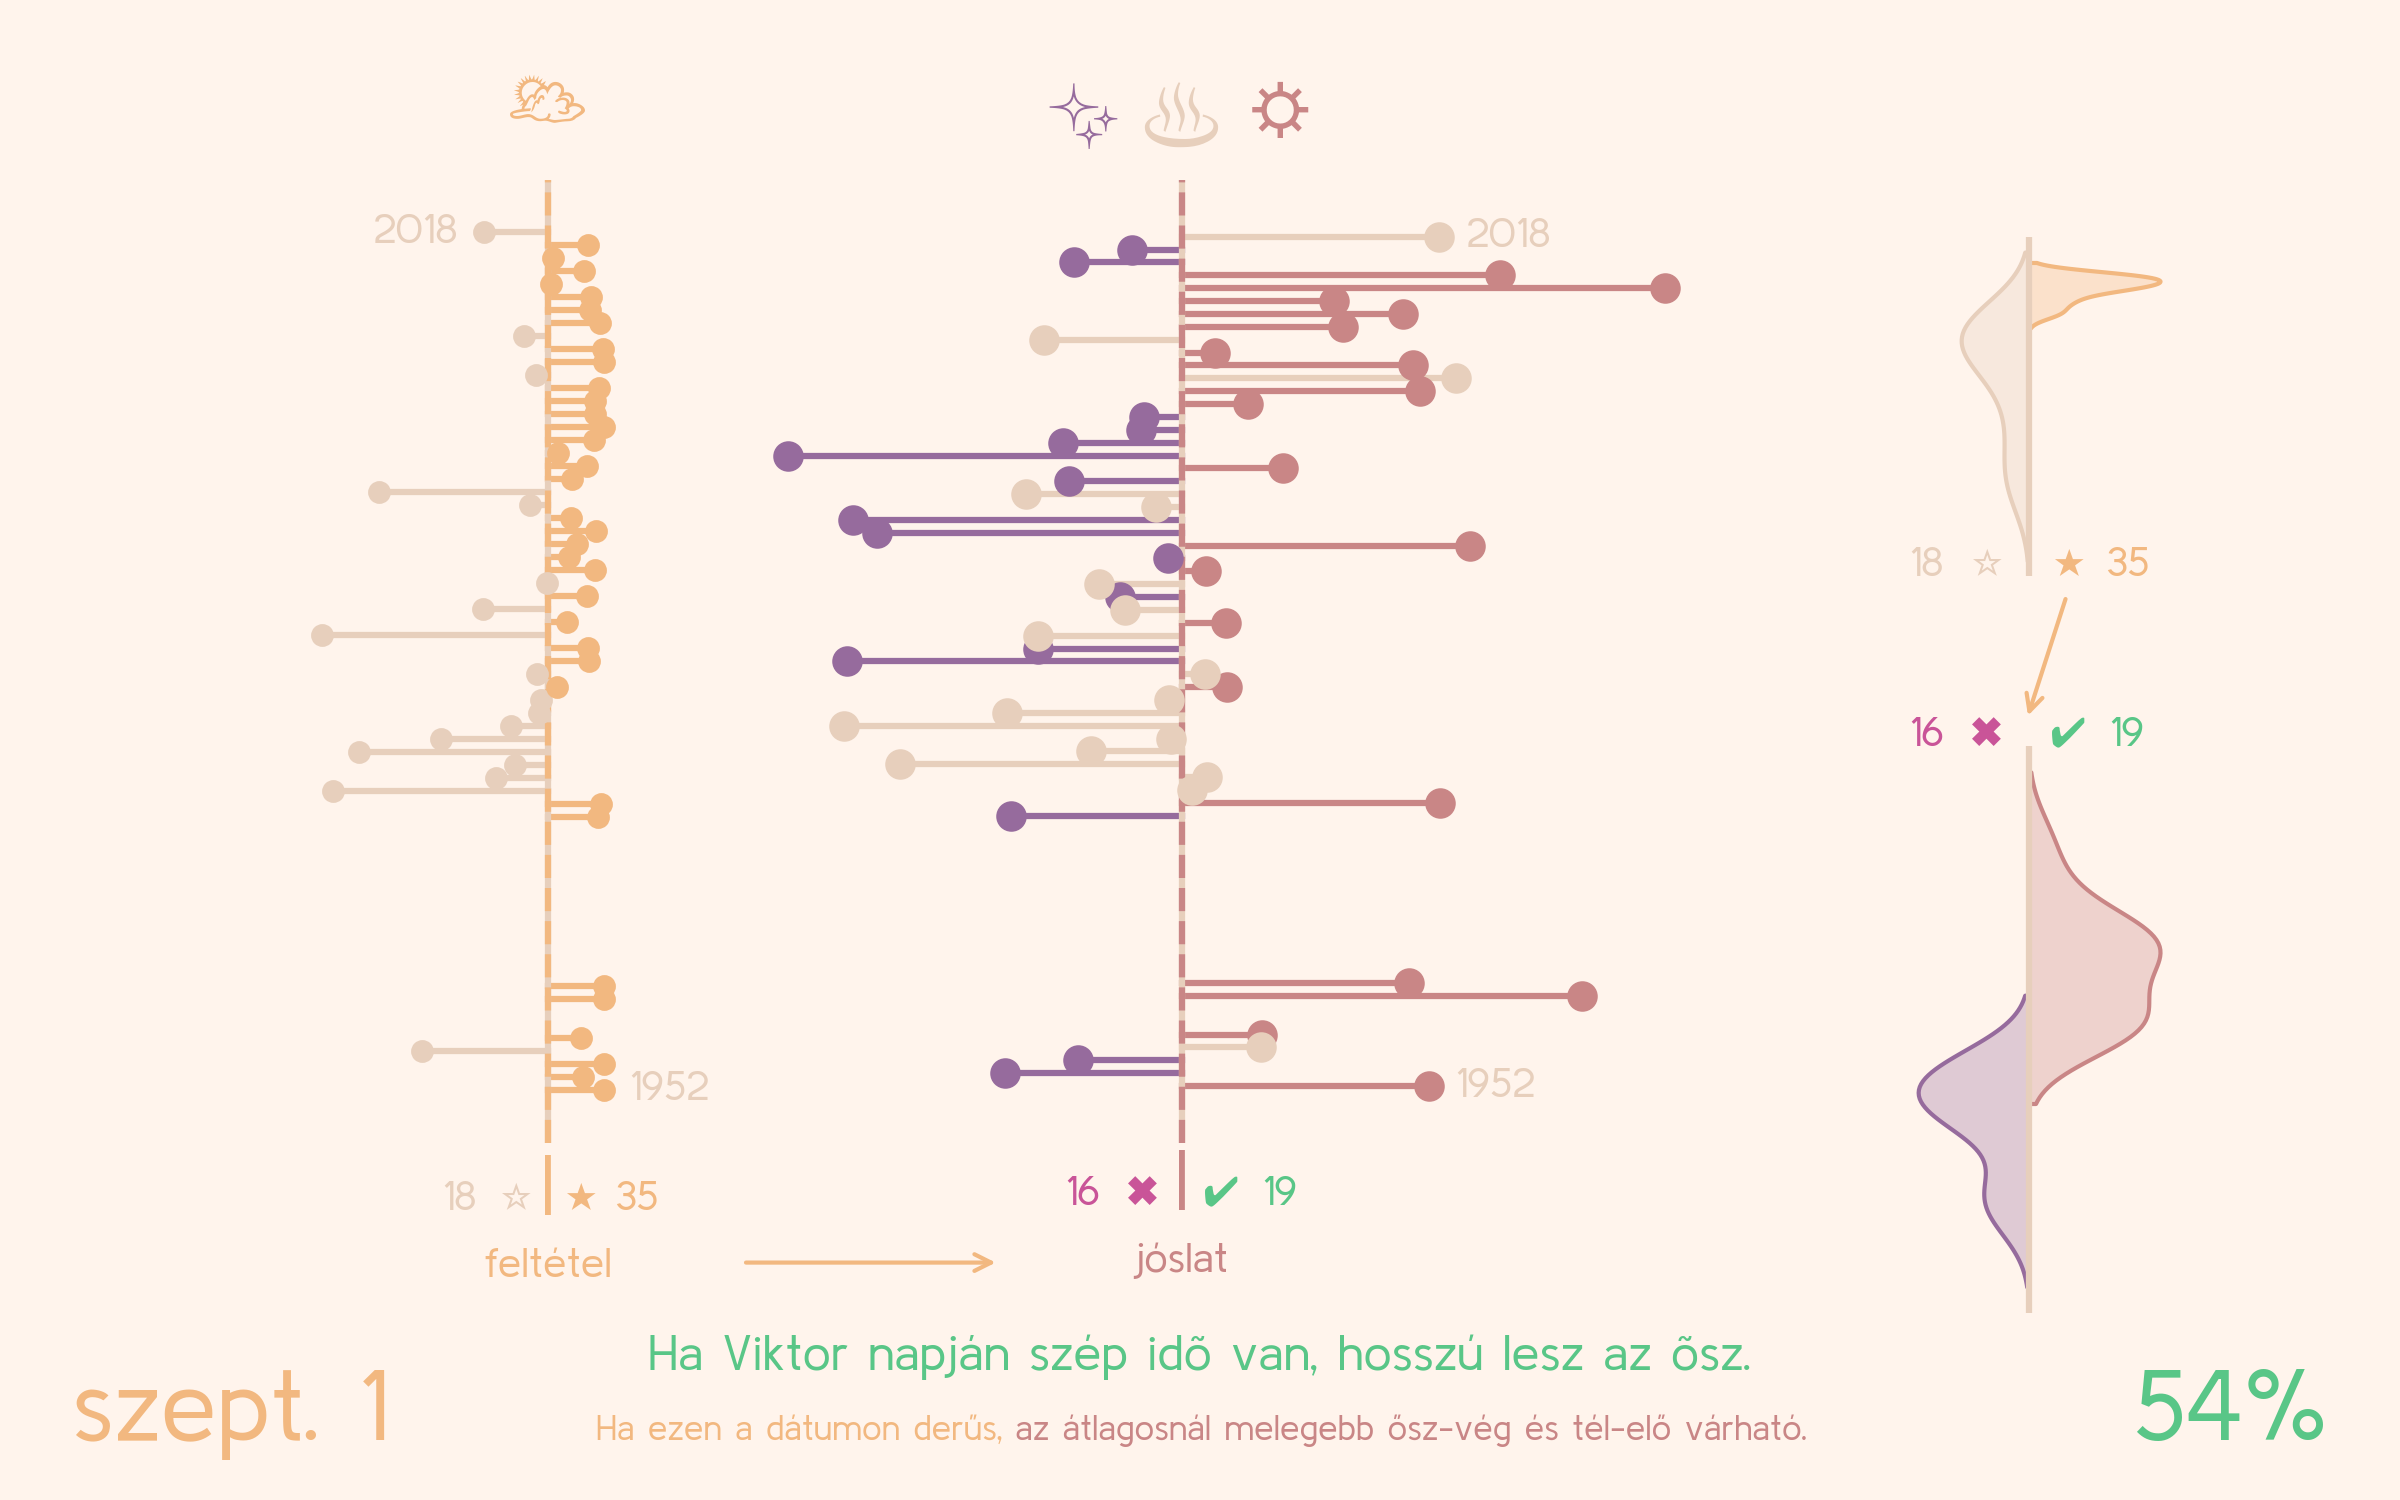 2018
2018
18 ☆ ★ 35
16 ✖ ✔ 19
1952
1952
18 ☆ ★ 35
16 ✖ ✔ 19
feltétel
jóslat
Ha Viktor napján szép idõ van, hosszú lesz az õsz.
szept. 1
54%
Ha ezen a dátumon derűs, az átlagosnál melegebb ősz-vég és tél-elő várható.